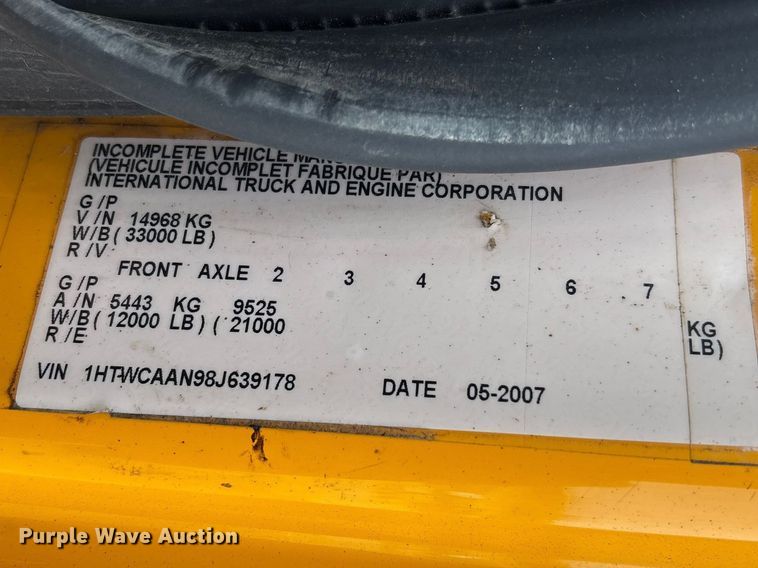 INCOMPLETE VEHICLE
(VEHICULE INCOMPLET FABRIQUE PAR)
INTERNATIONAL TRUCK AND ENGINE CORPORATION
G /P
V /N 14968 KG
W/B ( 33000 LB )
R /V
FRONT AXLE 2 3 4 5 6 7
G /P
A /N 5443 KG 9525 KG
W/B( 12000 LB) ( 21000 LB)
R /E
VIN 1HTWCAAN98J639178 DATE 05-2007
Purple Wave Auction